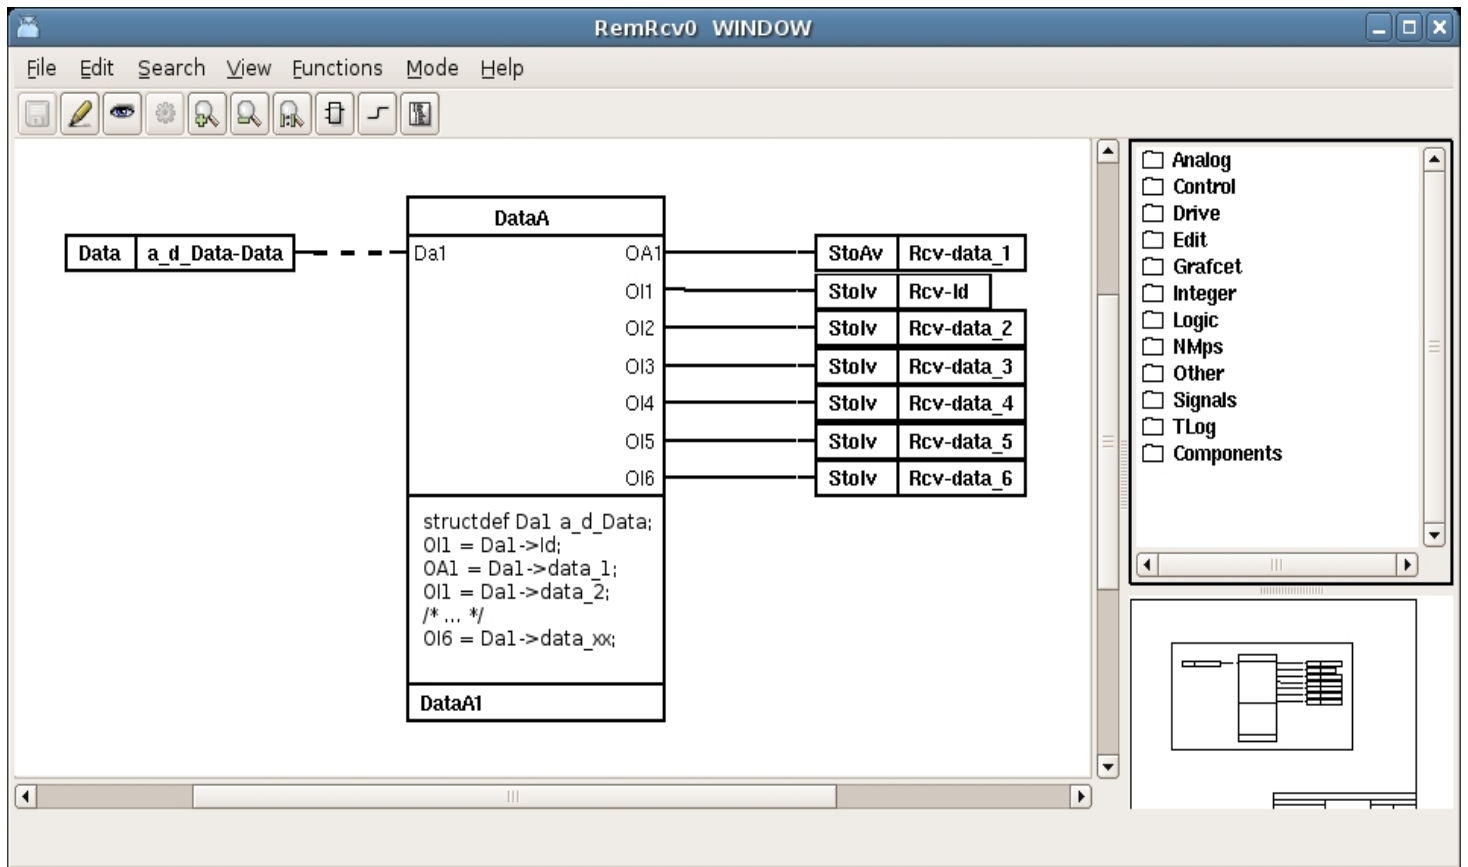 RemRcv0 WINDOW
File Edit Search View Functions Mode Help
DataA
Data a_d_Data-Data
Da1
OA1
StoAv Rcv-data_1
OI1
StoIv Rcv-Id
OI2
StoIv Rcv-data_2
OI3
StoIv Rcv-data_3
OI4
StoIv Rcv-data_4
OI5
StoIv Rcv-data_5
OI6
StoIv Rcv-data_6
structdef Da1 a_d_Data;
OI1 = Da1->Id;
OA1 = Da1->data_1;
OI1 = Da1->data_2;
/* ... */
OI6 = Da1->data_xx;
DataA1
Analog
Control
Drive
Edit
Grafcet
Integer
Logic
NMps
Other
Signals
TLog
Components